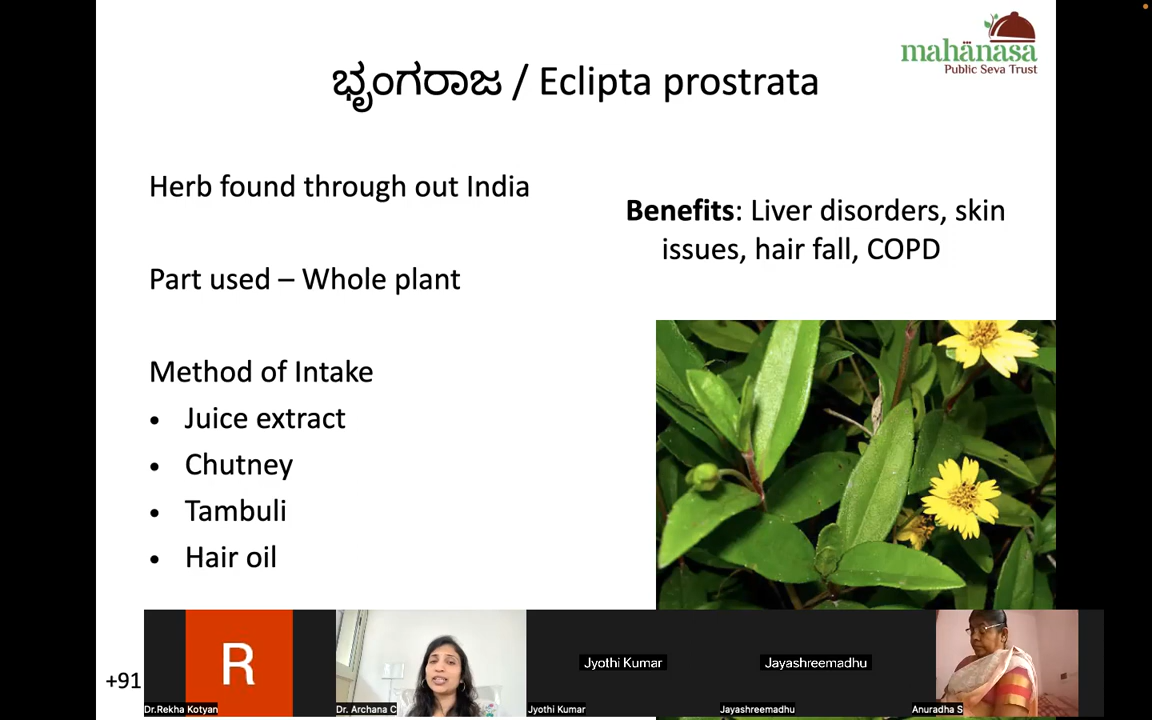 mahänasa
Public Seva Trust
ಭೃಂಗರಾಜ / Eclipta prostrata
Herb found through out India
Part used – Whole plant
Method of Intake
• Juice extract
• Chutney
• Tambuli
• Hair oil
Benefits: Liver disorders, skin
issues, hair fall, COPD
+91
R
Dr.Rekha Kotyan
Dr. Archana C
Jyothi Kumar
Jyothi Kumar
Jayashreemadhu
Jayashreemadhu
Anuradha S